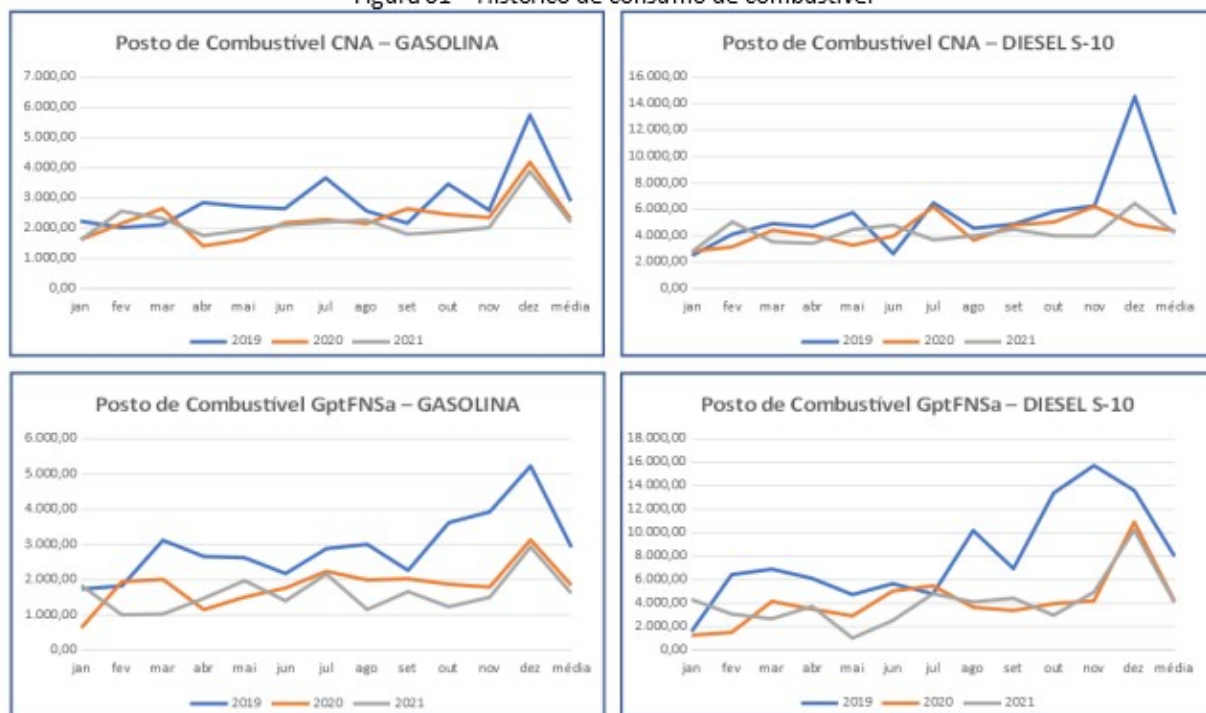 Figura 01 – Histórico de consumo de combustível
Posto de Combustível CNA – GASOLINA
7.000,00
6.000,00
5.000,00
4.000,00
3.000,00
2.000,00
1.000,00
0,00
jan fev mar abr mai jun jul ago set out nov dez média
2019 2020 2021
Posto de Combustível CNA – DIESEL S-10
16.000,00
14.000,00
12.000,00
10.000,00
8.000,00
6.000,00
4.000,00
2.000,00
0,00
jan fev mar abr mai jun jul ago set out nov dez média
2019 2020 2021
Posto de Combustível GptFNSa – GASOLINA
6.000,00
5.000,00
4.000,00
3.000,00
2.000,00
1.000,00
0,00
jan fev mar abr mai jun jul ago set out nov dez média
2019 2020 2021
Posto de Combustível GptFNSa – DIESEL S-10
18.000,00
16.000,00
14.000,00
12.000,00
10.000,00
8.000,00
6.000,00
4.000,00
2.000,00
0,00
jan fev mar abr mai jun jul ago set out nov dez média
2019 2020 2021